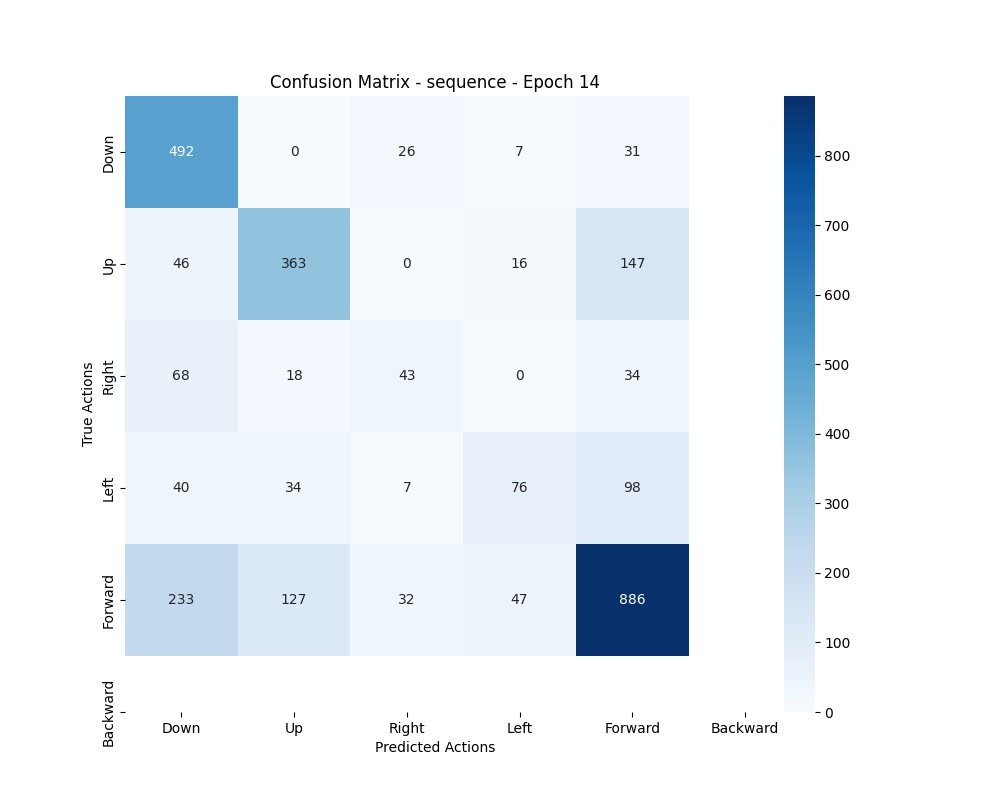 Confusion Matrix - sequence - Epoch 14
Down 492 0 26 7 31
Up 46 363 0 16 147
Right 68 18 43 0 34
Left 40 34 7 76 98
Forward 233 127 32 47 886
Backward
Down Up Right Left Forward Backward
Predicted Actions
True Actions
800
700
600
500
400
300
200
100
0